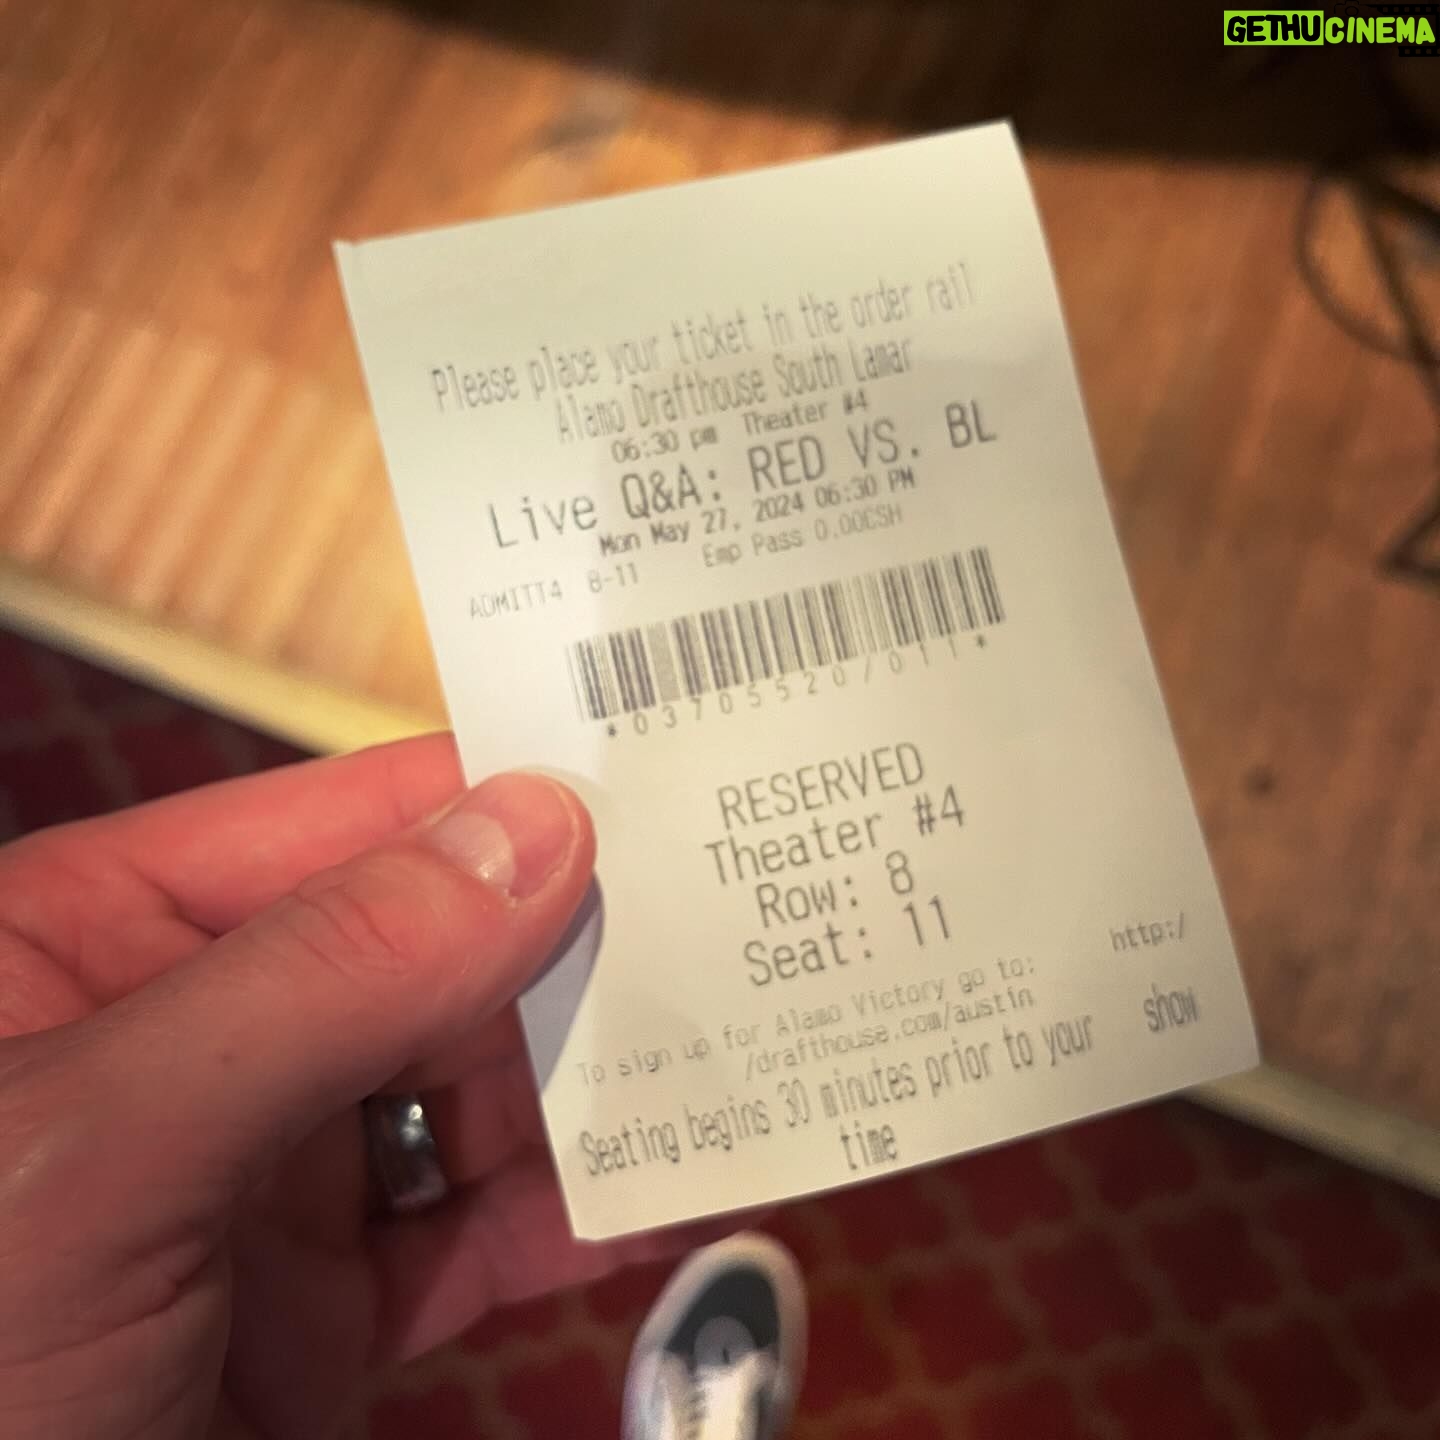 GETHUCINEMA
Please place your ticket in the order rail
Alamo Drafthouse South Lamar
06:30 pm Theater #4
Live Q&A: RED VS. BL
Mon May 27, 2024 06:30 PM
ADMITT4 8-11 Emp Pass 0.00CSH
*03705520/011*
RESERVED
Theater #4
Row: 8
Seat: 11
To sign up for Alamo Victory go to: http:/
/drafthouse.com/austin
Seating begins 30 minutes prior to your show
time